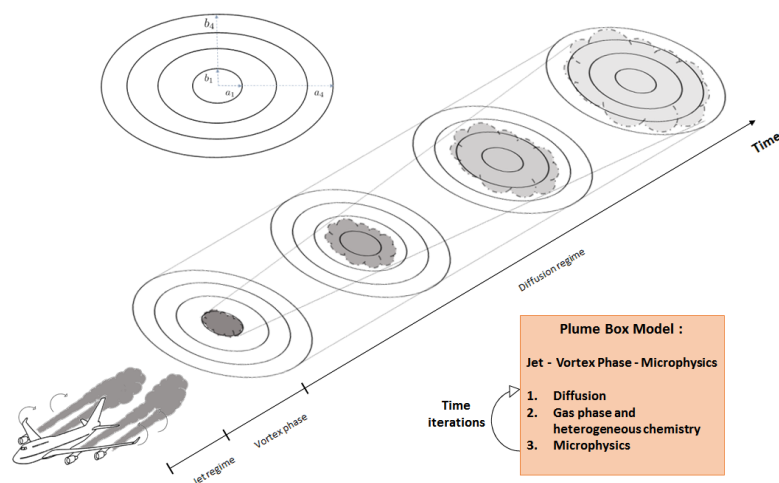 b4
b1
a1
a4
Time
Diffusion regime
Vortex phase
Jet regime
Time
iterations
Plume Box Model :
Jet - Vortex Phase - Microphysics
1. Diffusion
2. Gas phase and
heterogeneous chemistry
3. Microphysics